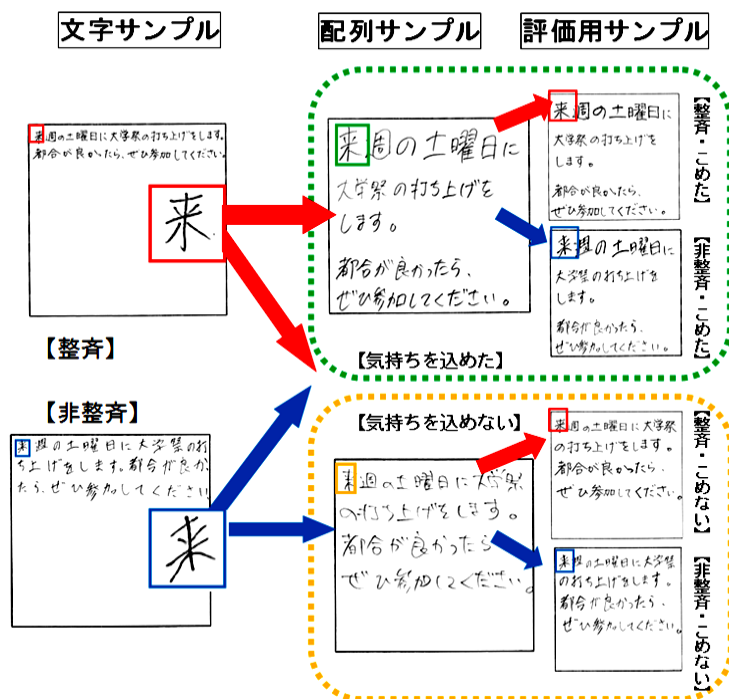 文字サンプル
配列サンプル
評価用サンプル
来週の土曜日に大学祭の打ち上げをします。
都合が良かったら、ぜひ参加してください。
来
【整斉】
【非整斉】
来週の土曜日に大学祭の打
ち上げをします。都合が良か
ったら、ぜひ参加してください
来
来週の土曜日に
大学祭の打ち上げを
します。
都合が良かったら、
ぜひ参加してください。
【気持ちを込めた】
来週の土曜日に
大学祭の打ち上げを
します。
都合が良かったら、
ぜひ参加してください。
【整斉・こめた】
来週の土曜日に
大学祭の打ち上げを
します。
都合が良かったら、
ぜひ参加してください。
【非整斉・こめた】
【気持ちを込めない】
来週の土曜日に大学祭
の打ち上げをします。
都合が良かったら
ぜひ参加してください。
来週の土曜日に大学祭
の打ち上げをします。
都合が良かったら、
ぜひ参加してください。
【整斉・こめない】
来週の土曜日に大学祭
の打ち上げをします。
都合が良かったら、
ぜひ参加してください。
【非整斉・こめない】